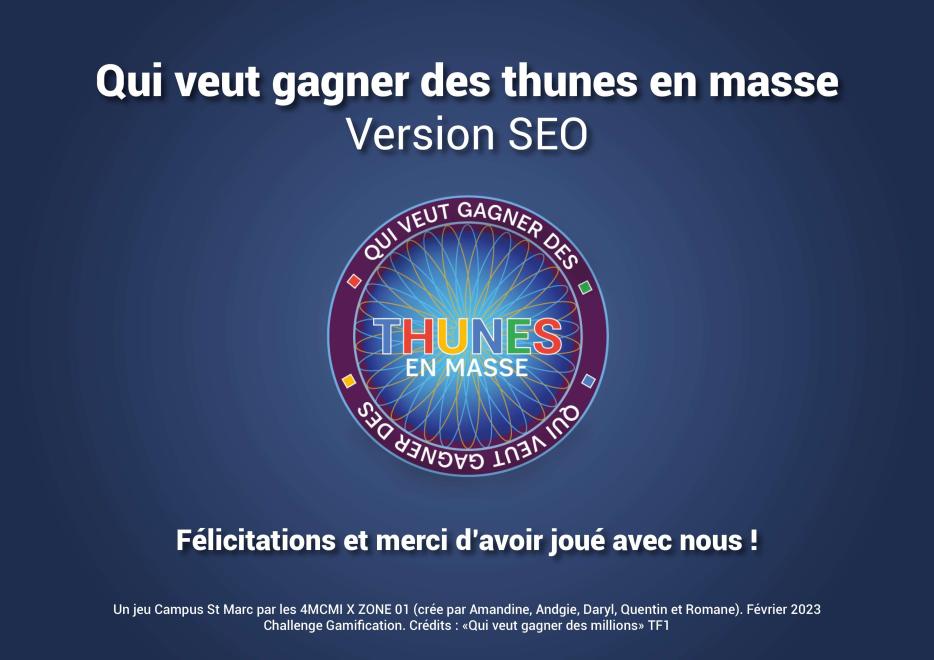 Qui veut gagner des thunes en masse
Version SEO
QUI VEUT GAGNER DES
THUNES
EN MASSE
QUI VEUT GAGNER DES
Félicitations et merci d'avoir joué avec nous !
Un jeu Campus St Marc par les 4MCMI X ZONE 01 (crée par Amandine, Andgie, Daryl, Quentin et Romane). Février 2023
Challenge Gamification. Crédits : «Qui veut gagner des millions» TF1